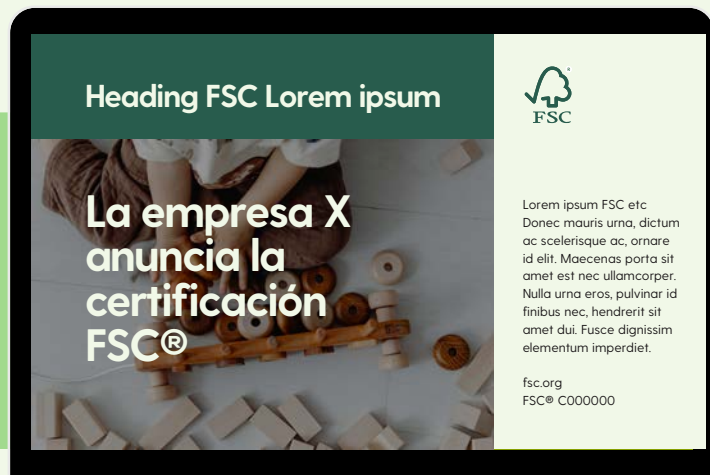 Heading FSC Lorem ipsum
La empresa X
anuncia la
certificación
FSC®
FSC
Lorem ipsum FSC etc
Donec mauris urna, dictum
ac scelerisque ac, ornare
id elit. Maecenas porta sit
amet est nec ullamcorper.
Nulla urna eros, pulvinar id
finibus nec, hendrerit sit
amet dui. Fusce dignissim
elementum imperdiet.
fsc.org
FSC® C000000